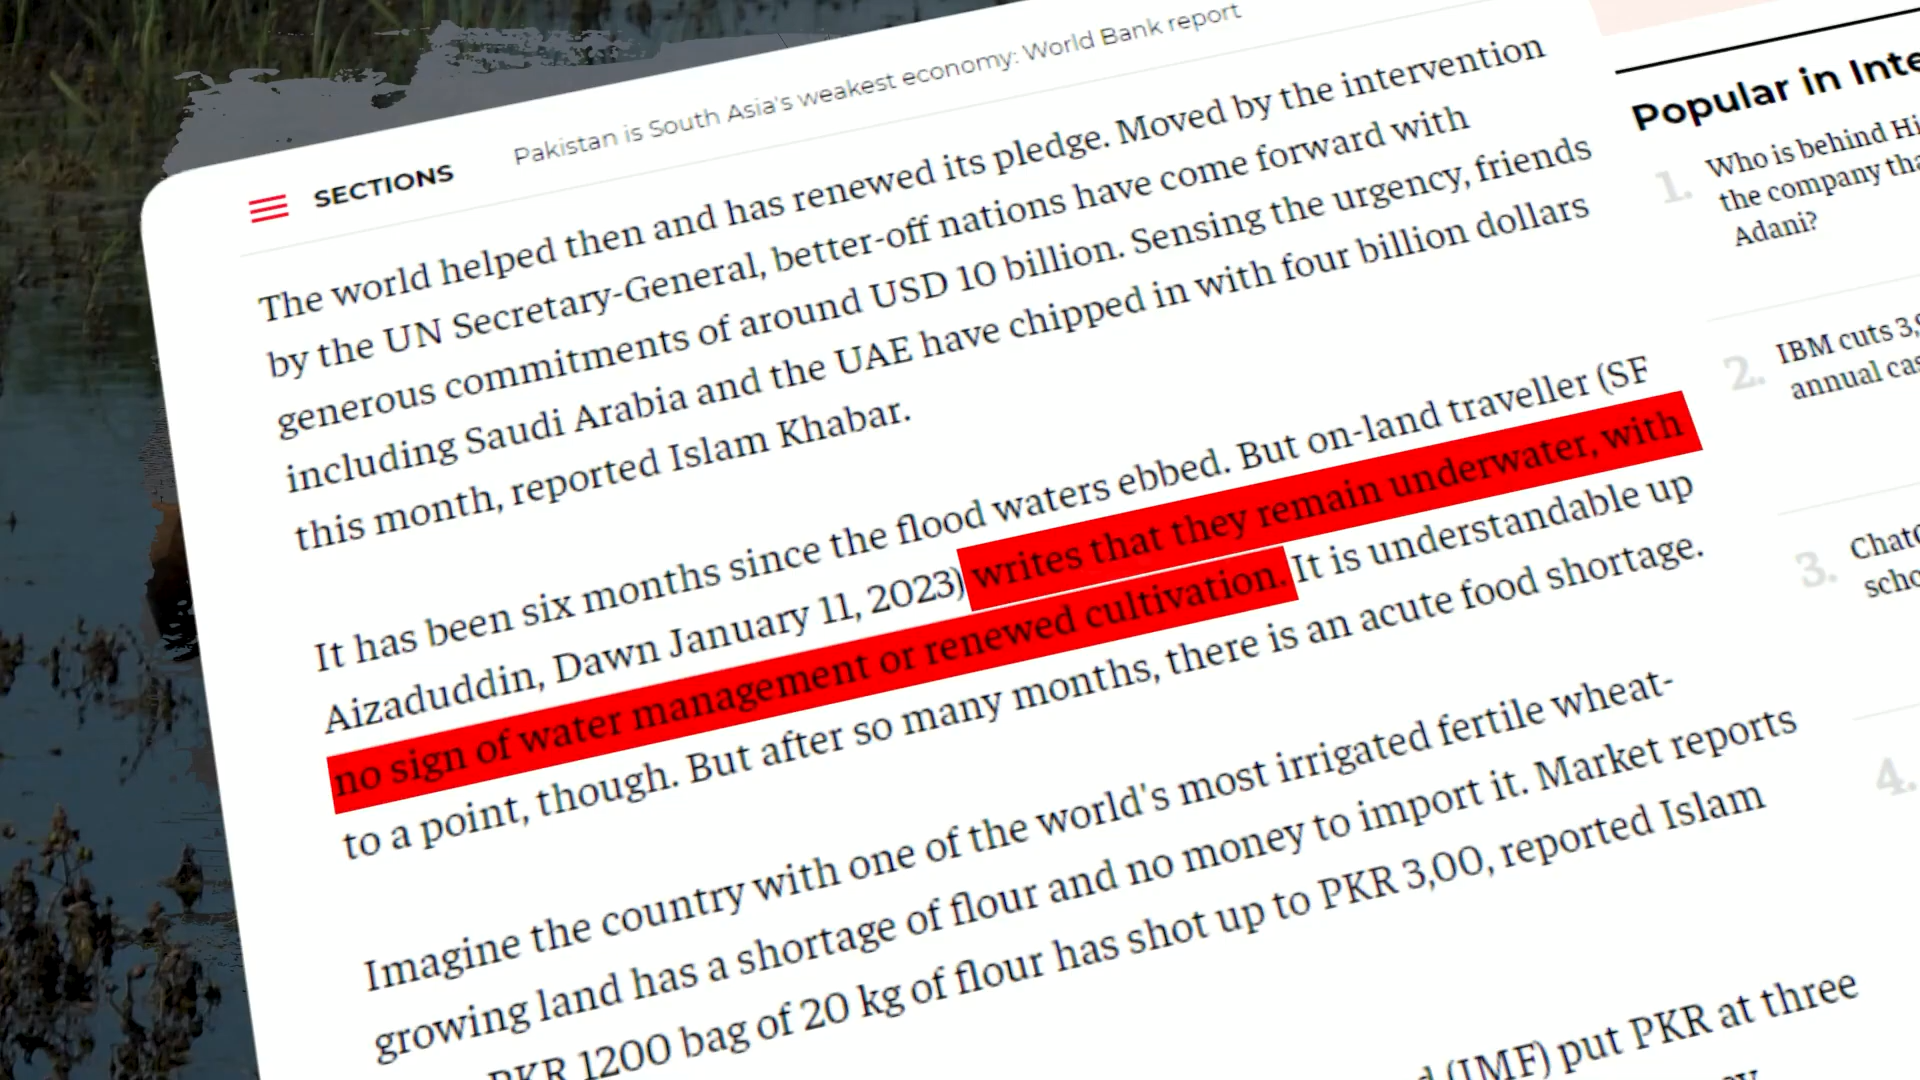 SECTIONS
Pakistan is South Asia's weakest economy: World Bank report
The world helped then and has renewed its pledge. Moved by the intervention
by the UN Secretary-General, better-off nations have come forward with
generous commitments of around USD 10 billion. Sensing the urgency, friends
including Saudi Arabia and the UAE have chipped in with four billion dollars
this month, reported Islam Khabar.
It has been six months since the flood waters ebbed. But on-land traveller (SF
Aizaduddin, Dawn January 11, 2023) writes that they remain underwater, with
no sign of water management or renewed cultivation. It is understandable up
to a point, though. But after so many months, there is an acute food shortage.
Imagine the country with one of the world's most irrigated fertile wheat-
growing land has a shortage of flour and no money to import it. Market reports
PKR 1200 bag of 20 kg of flour has shot up to PKR 3,00, reported Islam
(IMF) put PKR at three
Popular in
1.
Who is behind
the company
Adani?
2.
IBM cuts
annual
3.
4.